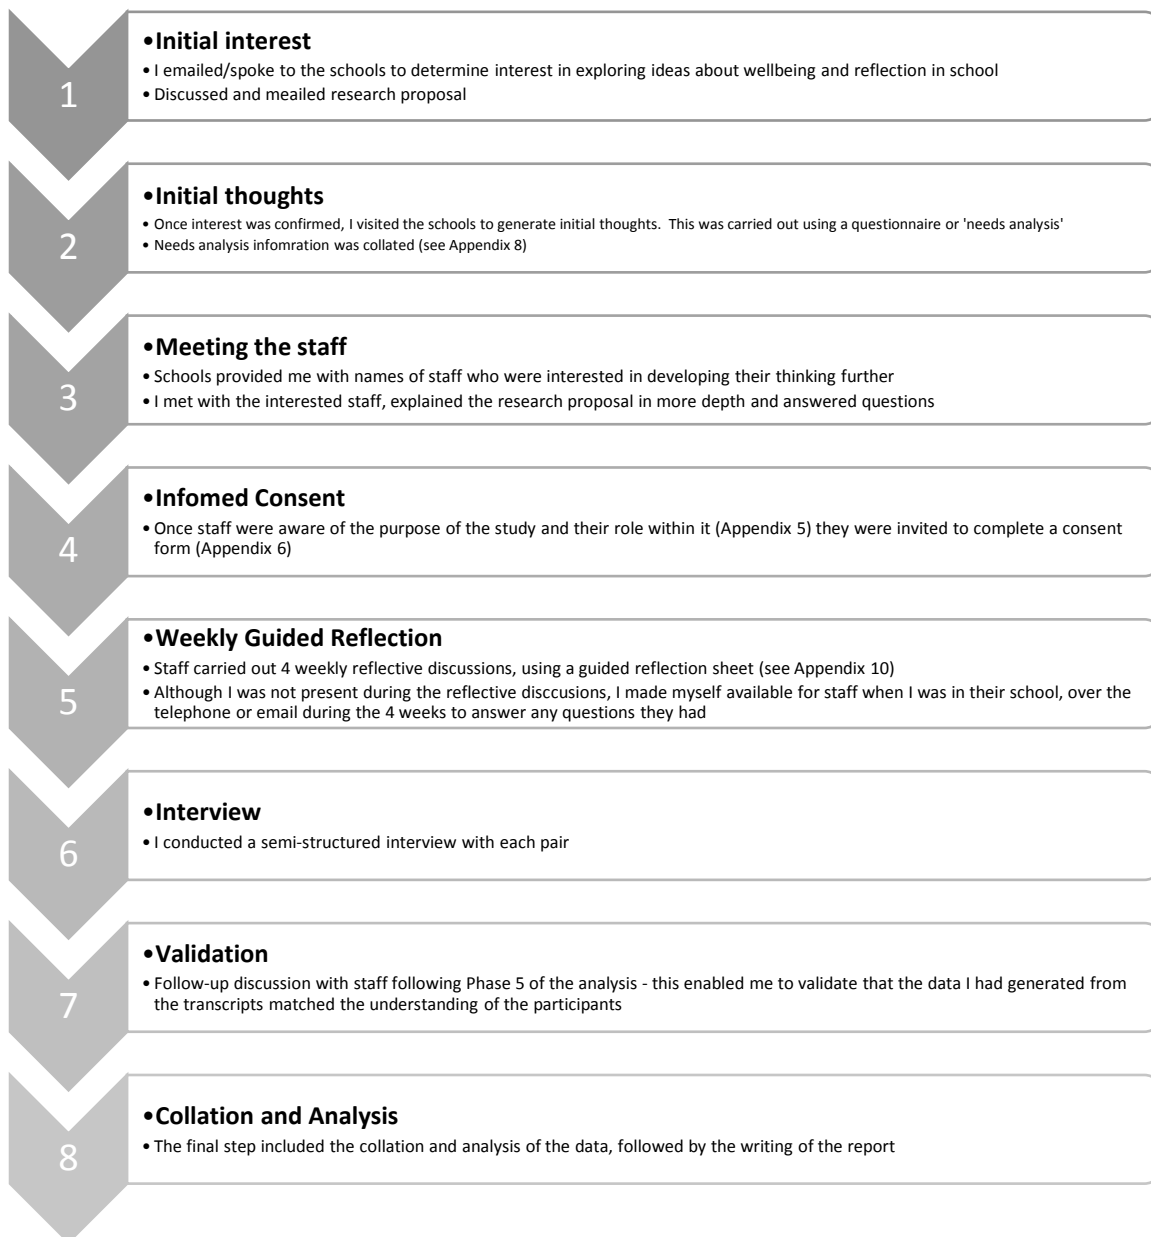 1
•Initial interest
• I emailed/spoke to the schools to determine interest in exploring ideas about wellbeing and reflection in school
• Discussed and meailed research proposal
2
•Initial thoughts
• Once interest was confirmed, I visited the schools to generate initial thoughts.  This was carried out using a questionnaire or 'needs analysis'
• Needs analysis infomration was collated (see Appendix 8)
3
•Meeting the staff
• Schools provided me with names of staff who were interested in developing their thinking further
• I met with the interested staff, explained the research proposal in more depth and answered questions
4
•Infomed Consent
• Once staff were aware of the purpose of the study and their role within it (Appendix 5) they were invited to complete a consent
form (Appendix 6)
5
•Weekly Guided Reflection
• Staff carried out 4 weekly reflective discussions, using a guided reflection sheet (see Appendix 10)
• Although I was not present during the reflective disccusions, I made myself available for staff when I was in their school, over the
telephone or email during the 4 weeks to answer any questions they had
6
•Interview
• I conducted a semi-structured interview with each pair
7
•Validation
• Follow-up discussion with staff following Phase 5 of the analysis - this enabled me to validate that the data I had generated from
the transcripts matched the understanding of the participants
8
•Collation and Analysis
• The final step included the collation and analysis of the data, followed by the writing of the report